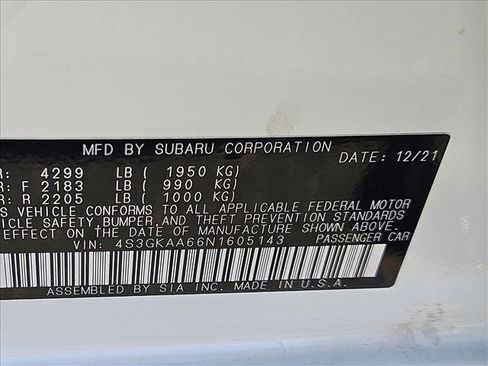 MFD BY SUBARU CORPORATION DATE: 12/21
R: 4299 LB ( 1950 KG)
R: F 2183 LB ( 990 KG)
R: R 2205 LB ( 1000 KG)
S VEHICLE CONFORMS TO ALL APPLICABLE FEDERAL MOTOR
VEHICLE SAFETY, BUMPER, AND THEFT PREVENTION STANDARDS
EFFECT ON THE DATE OF MANUFACTURE SHOWN ABOVE.
VIN: 4S3GKAA66N1605143 PASSENGER CAR
ASSEMBLED BY SIA INC. MADE IN U.S.A.